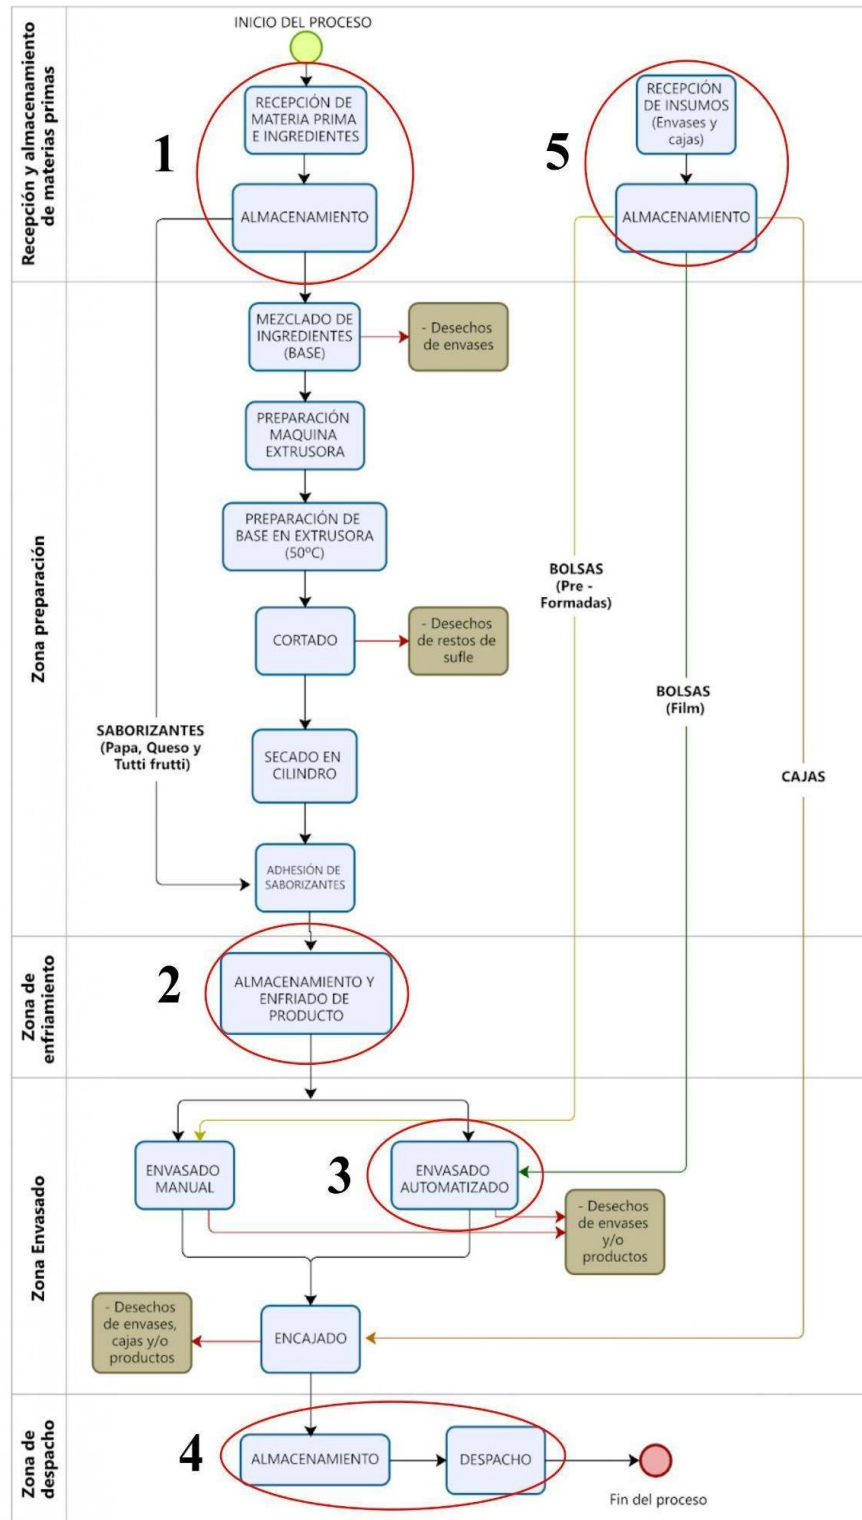 INICIO DEL PROCESO
Recepción y almacenamiento
de materias primas
1
RECEPCIÓN DE
MATERIA PRIMA
E INGREDIENTES
ALMACENAMIENTO
5
RECEPCIÓN
DE INSUMOS
(Envases y
cajas)
ALMACENAMIENTO
Zona preparación
MEZCLADO DE
INGREDIENTES
(BASE)
- Desechos
de envases
PREPARACIÓN
MAQUINA
EXTRUSORA
PREPARACIÓN DE
BASE EN EXTRUSORA
(50ºC)
BOLSAS
(Pre -
Formadas)
CORTADO
- Desechos
de restos de
sufle
BOLSAS
(Film)
SABORIZANTES
(Papa, Queso y
Tutti frutti)
SECADO EN
CILINDRO
CAJAS
ADHESIÓN DE
SABORIZANTES
Zona de
enfriamiento
2
ALMACENAMIENTO Y
ENFRIADO DE
PRODUCTO
Zona Envasado
ENVASADO
MANUAL
3
ENVASADO
AUTOMATIZADO
- Desechos
de envases
y/o
productos
- Desechos
de envases,
cajas y/o
productos
ENCAJADO
Zona de
despacho
4
ALMACENAMIENTO
DESPACHO
Fin del proceso